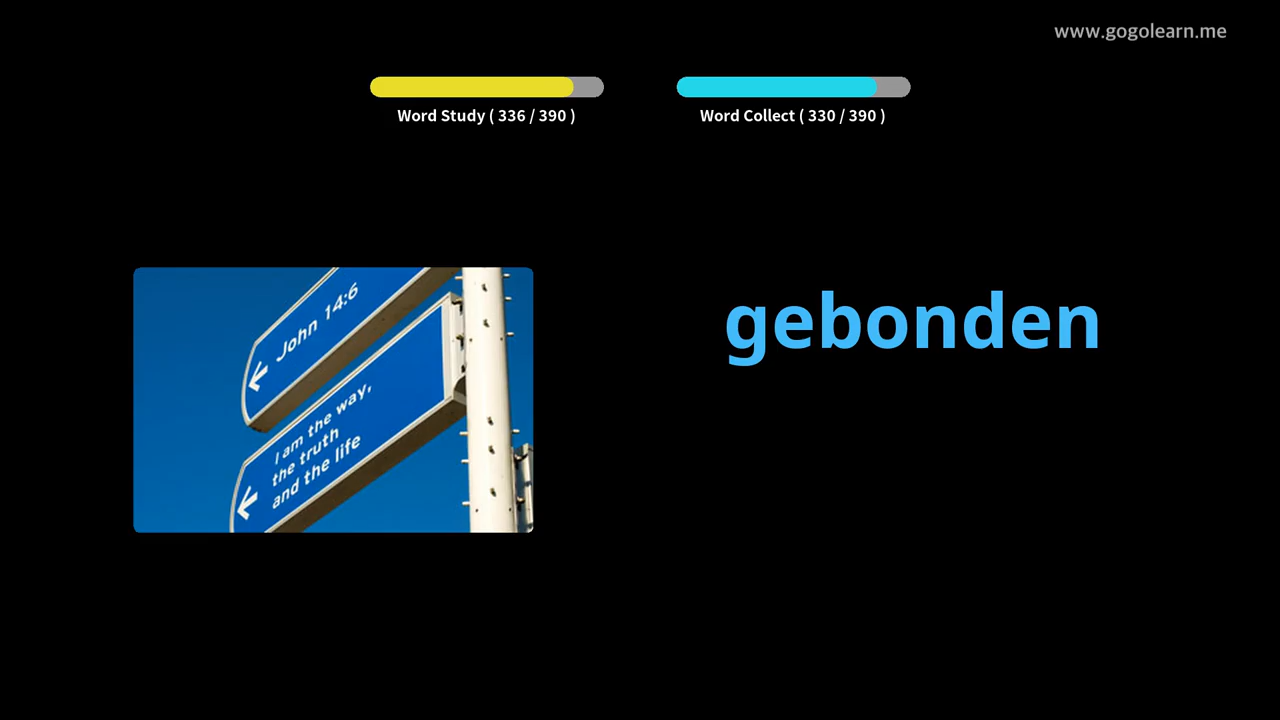 www.gogolearn.me
Word Study ( 336 / 390 )
Word Collect ( 330 / 390 )
John 14:6
I am the way,
the truth
and the life
gebonden